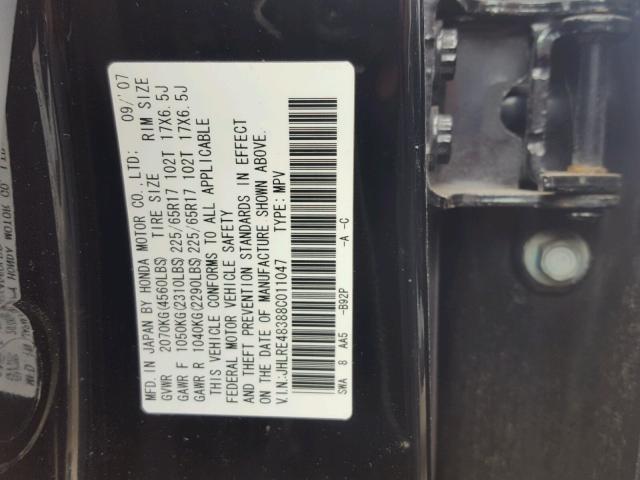 MFD. IN JAPAN BY HONDA MOTOR CO., LTD: 09/'07
GVWR 2070KG(4560LBS) TIRE SIZE RIM SIZE
GAWR F 1050KG(2310LBS) 225/65R17 102T 17X6.5J
GAWR R 1040KG(2290LBS) 225/65R17 102T 17X6.5J
THIS VEHICLE CONFORMS TO ALL APPLICABLE
FEDERAL MOTOR VEHICLE SAFETY
AND THEFT PREVENTION STANDARDS IN EFFECT
ON THE DATE OF MANUFACTURE SHOWN ABOVE.
V.I.N:JHLRE48388C011047 TYPE: MPV
SWA 8 AA5 -B92P -A -C